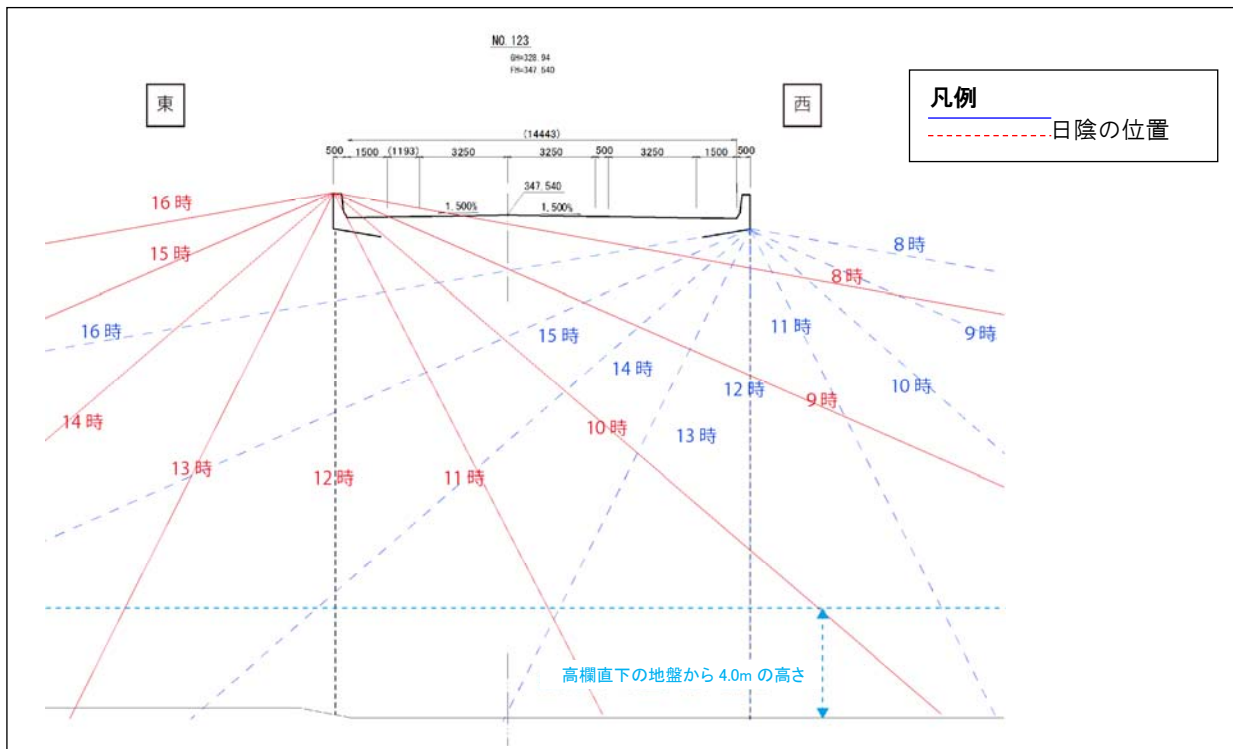 NO. 123
GH=328.94
FH=347.540
東
西
凡例
日陰の位置
(14443)
500
1500
(1193)
3250
3250
500
3250
1500
500
347.540
1.500%
1.500%
16時
15時
14時
13時
12時
11時
10時
9時
8時
16時
15時
14時
13時
12時
11時
10時
9時
8時
高欄直下の地盤から 4.0m の高さ